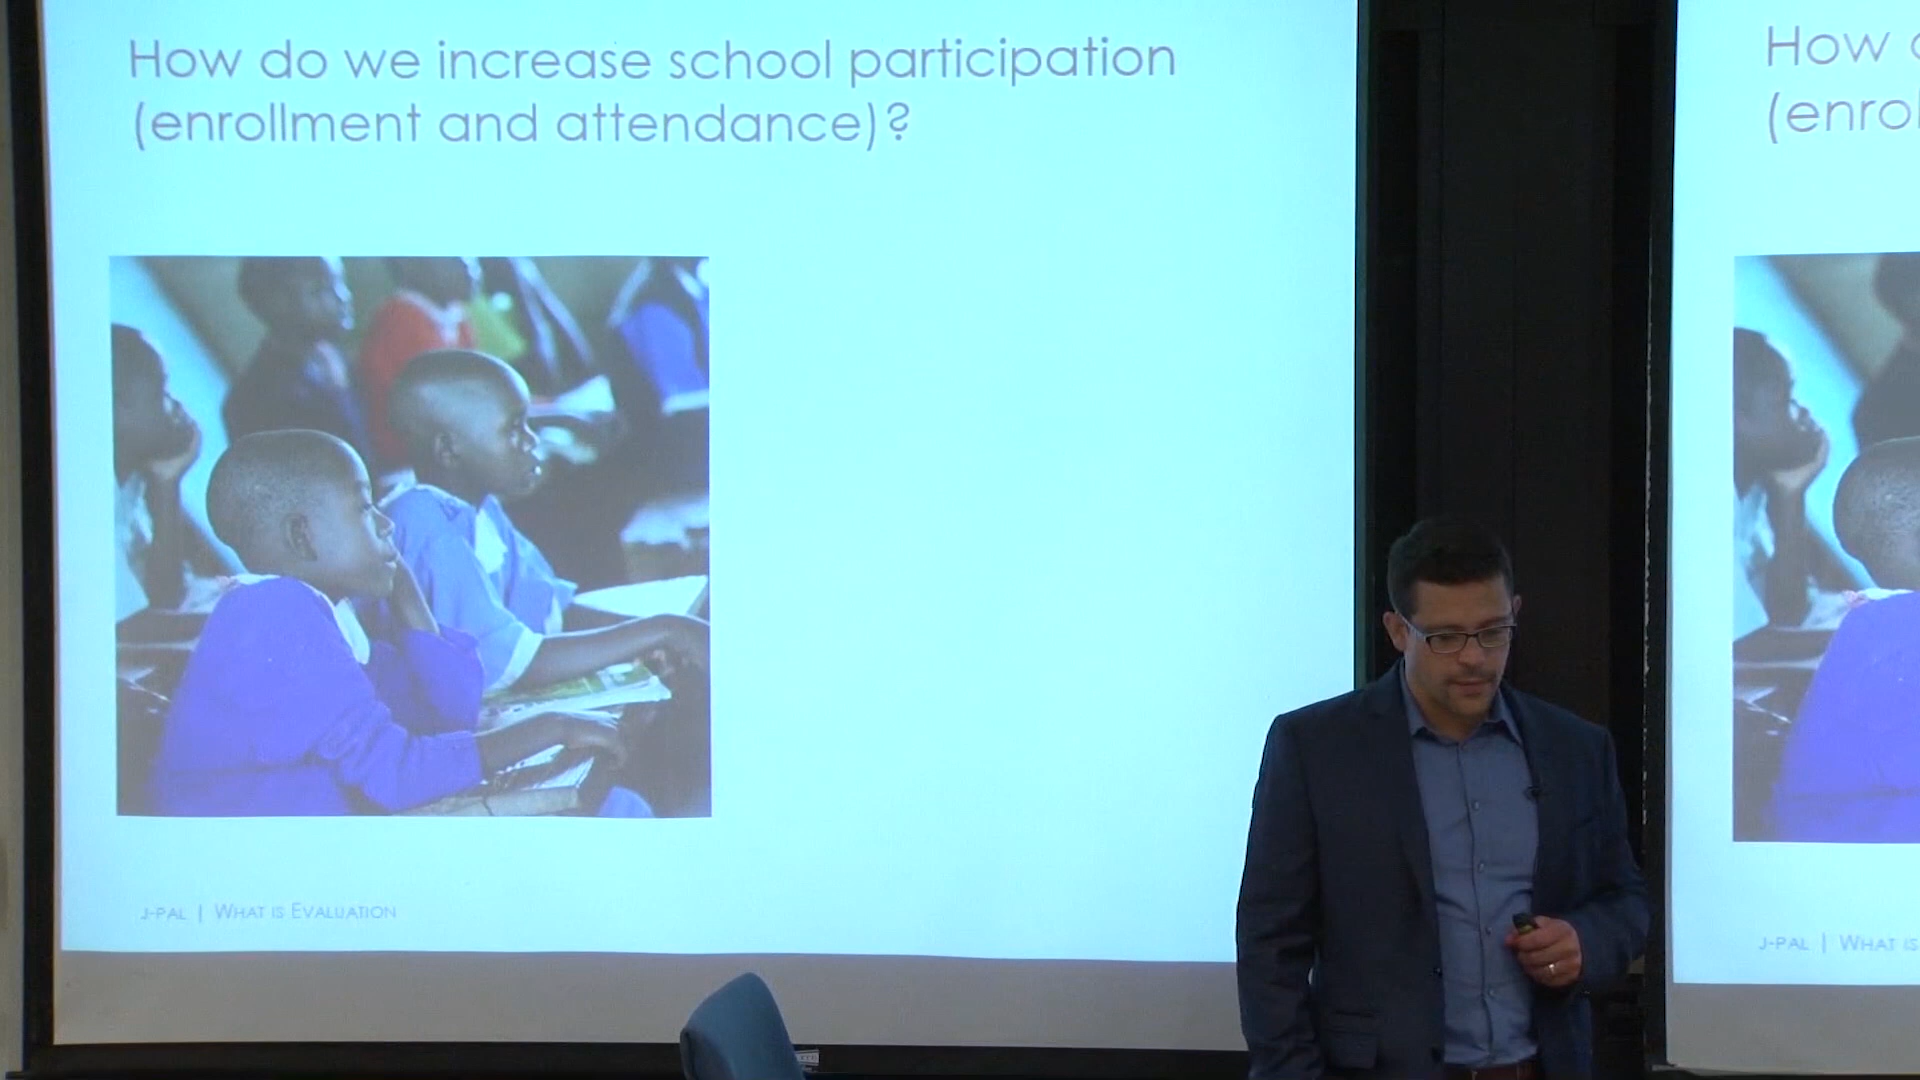 How do we increase school participation
(enrollment and attendance)?
J-PAL | WHAT IS EVALUATION
How
(enrol
J-PAL | WHAT IS